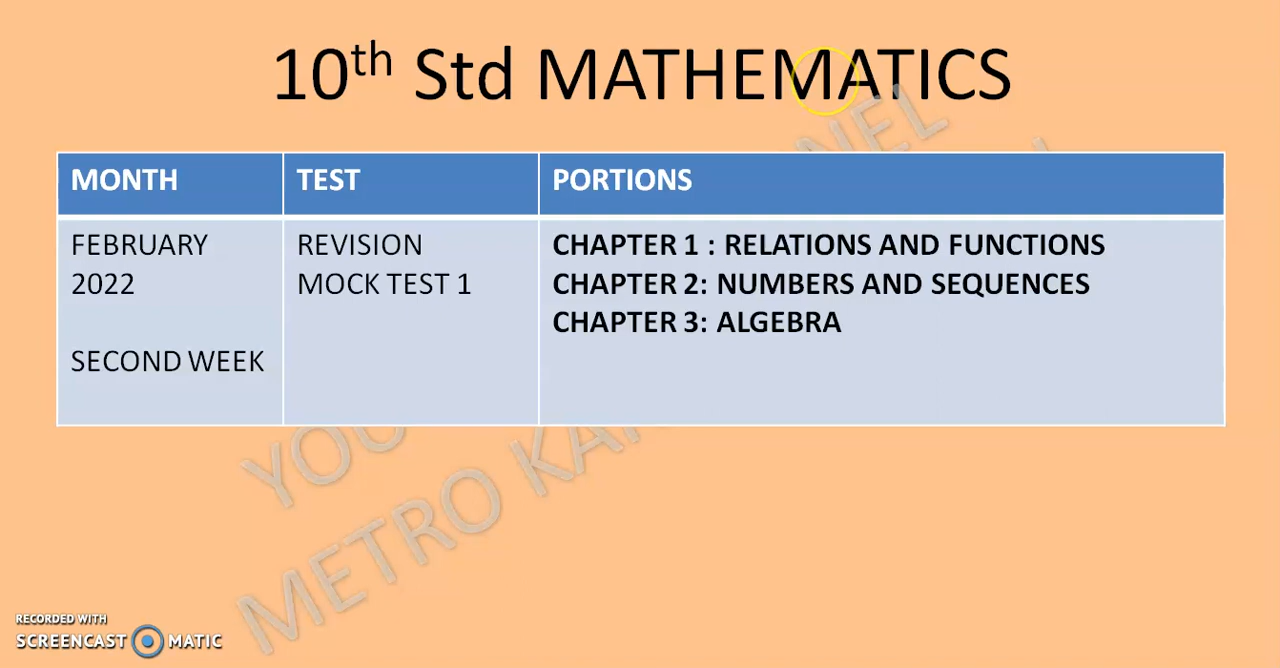 10th Std MATHEMATICS
MONTH TEST PORTIONS
FEBRUARY REVISION CHAPTER 1 : RELATIONS AND FUNCTIONS
2022 MOCK TEST 1 CHAPTER 2: NUMBERS AND SEQUENCES
CHAPTER 3: ALGEBRA
SECOND WEEK
METRO
RECORDED WITH
SCREENCAST MATIC